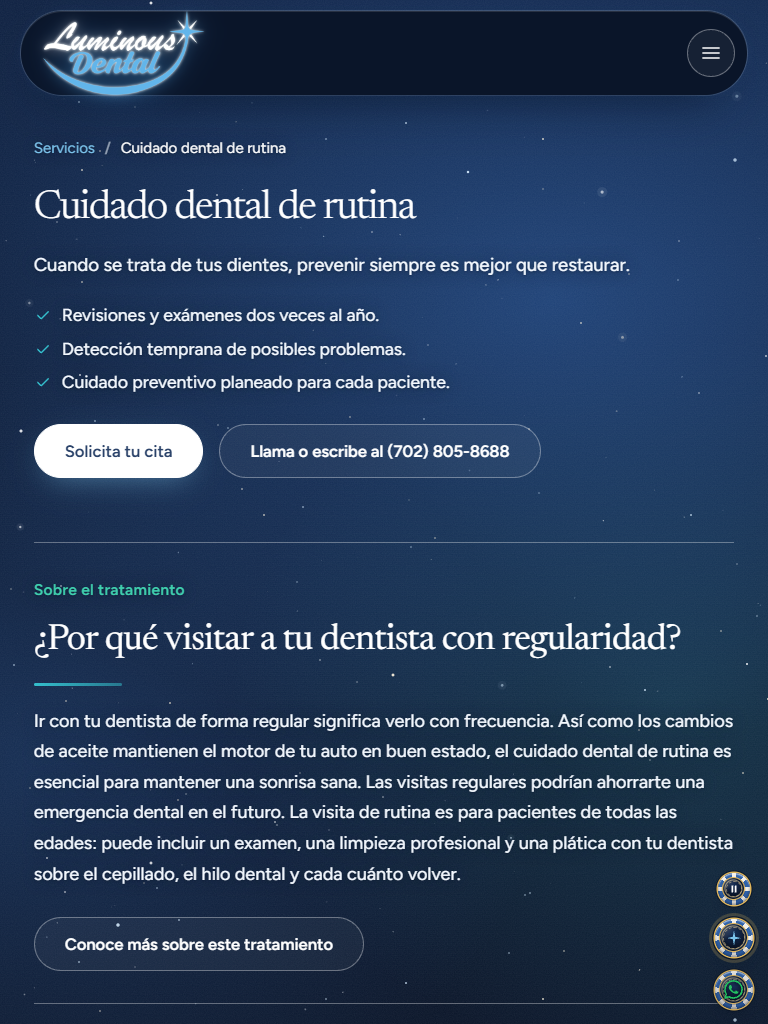 Luminous
Dental
Servicios / Cuidado dental de rutina
Cuidado dental de rutina
Cuando se trata de tus dientes, prevenir siempre es mejor que restaurar.
Revisiones y exámenes dos veces al año.
Detección temprana de posibles problemas.
Cuidado preventivo planeado para cada paciente.
Solicita tu cita
Llama o escribe al (702) 805-8688
Sobre el tratamiento
¿Por qué visitar a tu dentista con regularidad?
Ir con tu dentista de forma regular significa verlo con frecuencia. Así como los cambios
de aceite mantienen el motor de tu auto en buen estado, el cuidado dental de rutina es
esencial para mantener una sonrisa sana. Las visitas regulares podrían ahorrarte una
emergencia dental en el futuro. La visita de rutina es para pacientes de todas las
edades: puede incluir un examen, una limpieza profesional y una plática con tu dentista
sobre el cepillado, el hilo dental y cada cuánto volver.
Conoce más sobre este tratamiento